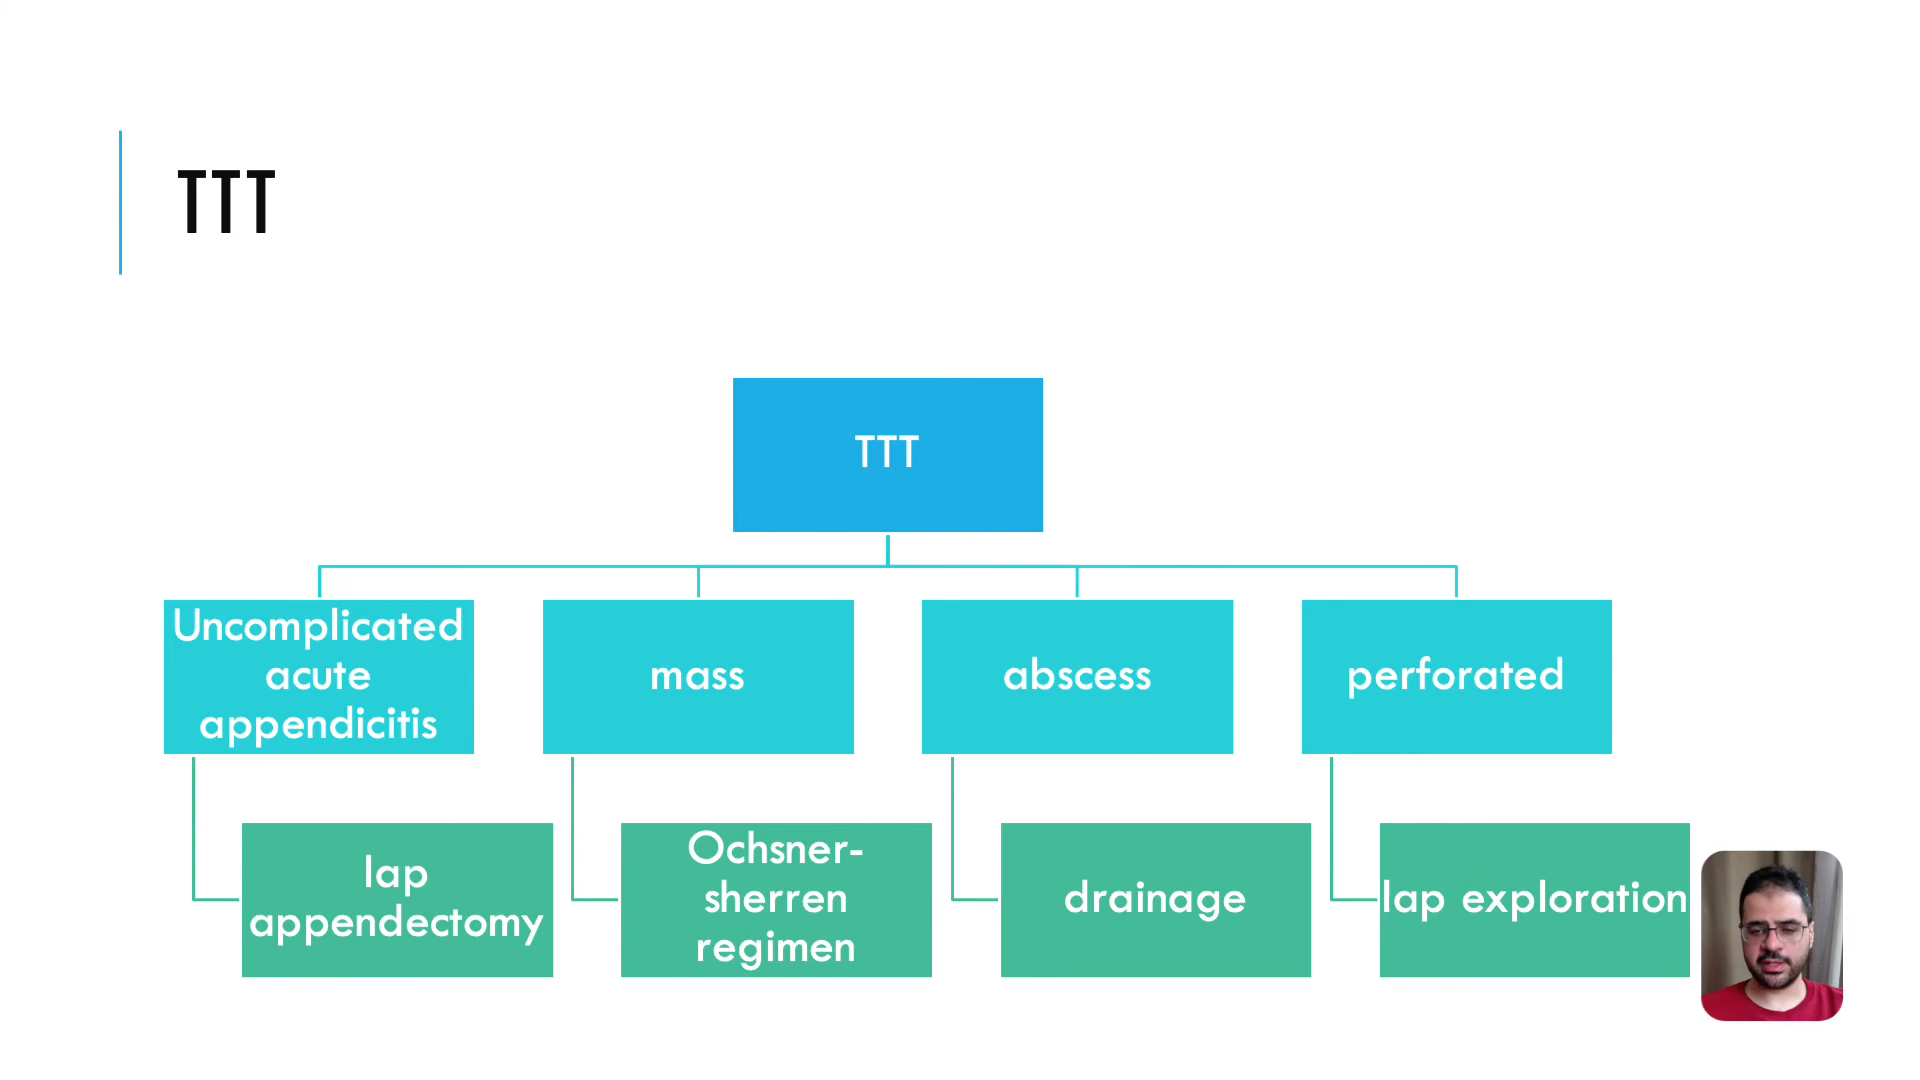 TTT
TTT
Uncomplicated
acute
appendicitis
mass
abscess
perforated
lap
appendectomy
Ochsner-
sherren
regimen
drainage
lap exploration